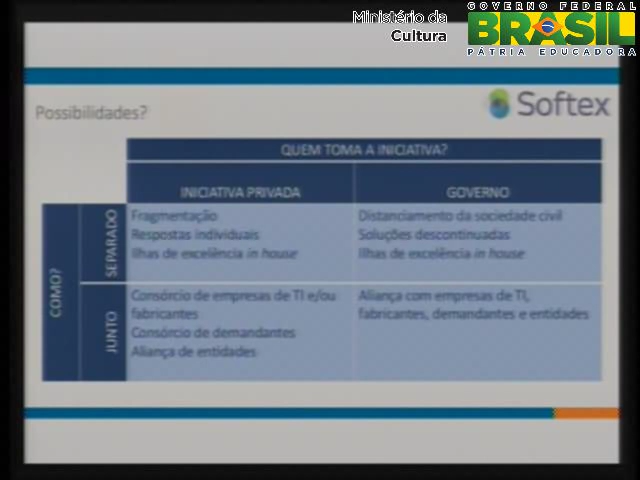 Ministério da
Cultura
GOVERNO FEDERAL
BRASIL
PÁTRIA EDUCADORA
Possibilidades?
Softex
QUEM TOMA A INICIATIVA?
INICIATIVA PRIVADA
GOVERNO
COMO?
SEPARADO
Fragmentação
Respostas individuais
Ilhas de excelência in house
Distanciamento da sociedade civil
Soluções descontinuadas
Ilhas de excelência in house
JUNTO
Consórcio de empresas de TI e/ou
fabricantes
Consórcio de demandantes
Aliança de entidades
Aliança com empresas de TI,
fabricantes, demandantes e entidades